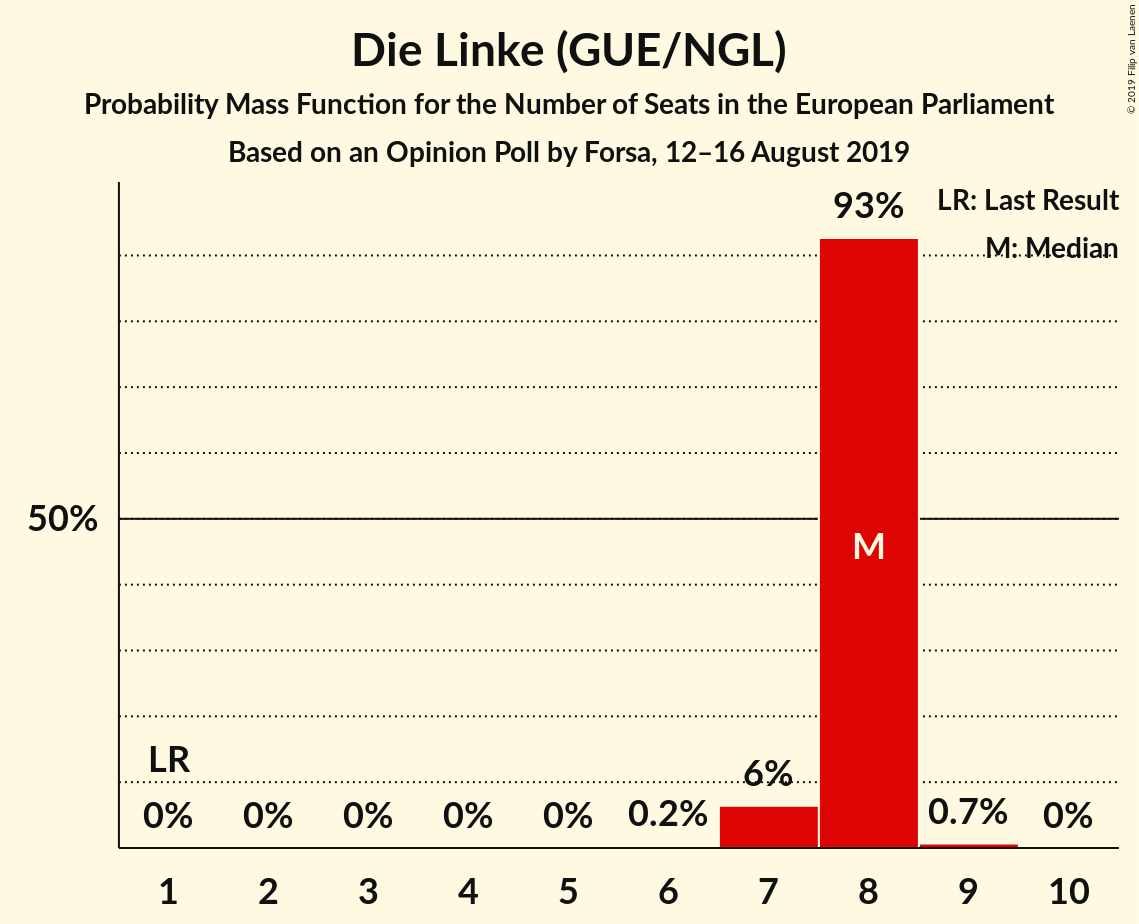 Die Linke (GUE/NGL)
Probability Mass Function for the Number of Seats in the European Parliament
Based on an Opinion Poll by Forsa, 12–16 August 2019
© 2019 Filip van Laenen
LR: Last Result
M: Median
93%
50%
M
LR
0% 0% 0% 0% 0% 0.2% 6% 0.7% 0%
1 2 3 4 5 6 7 8 9 10